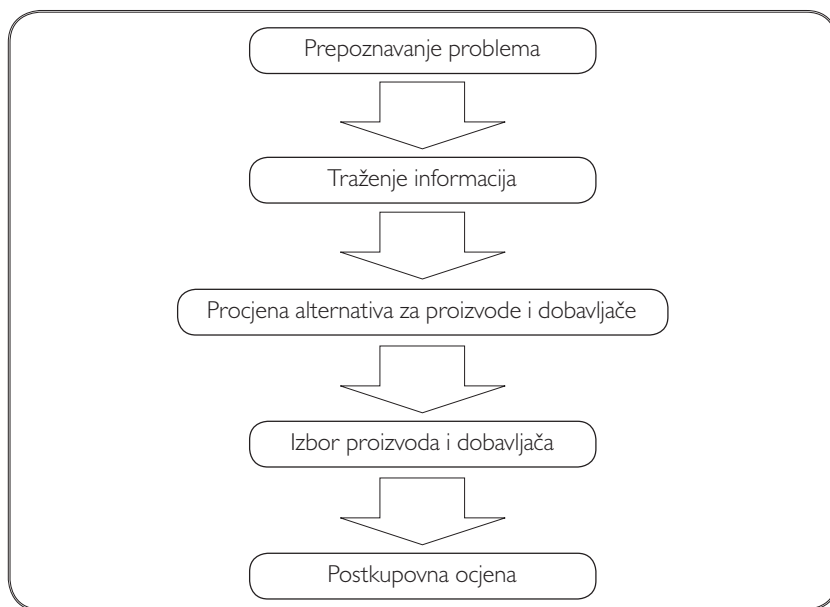 Prepoznavanje problema
Traženje informacija
Procjena alternativa za proizvode i dobavljače
Izbor proizvoda i dobavljača
Postkupovna ocjena